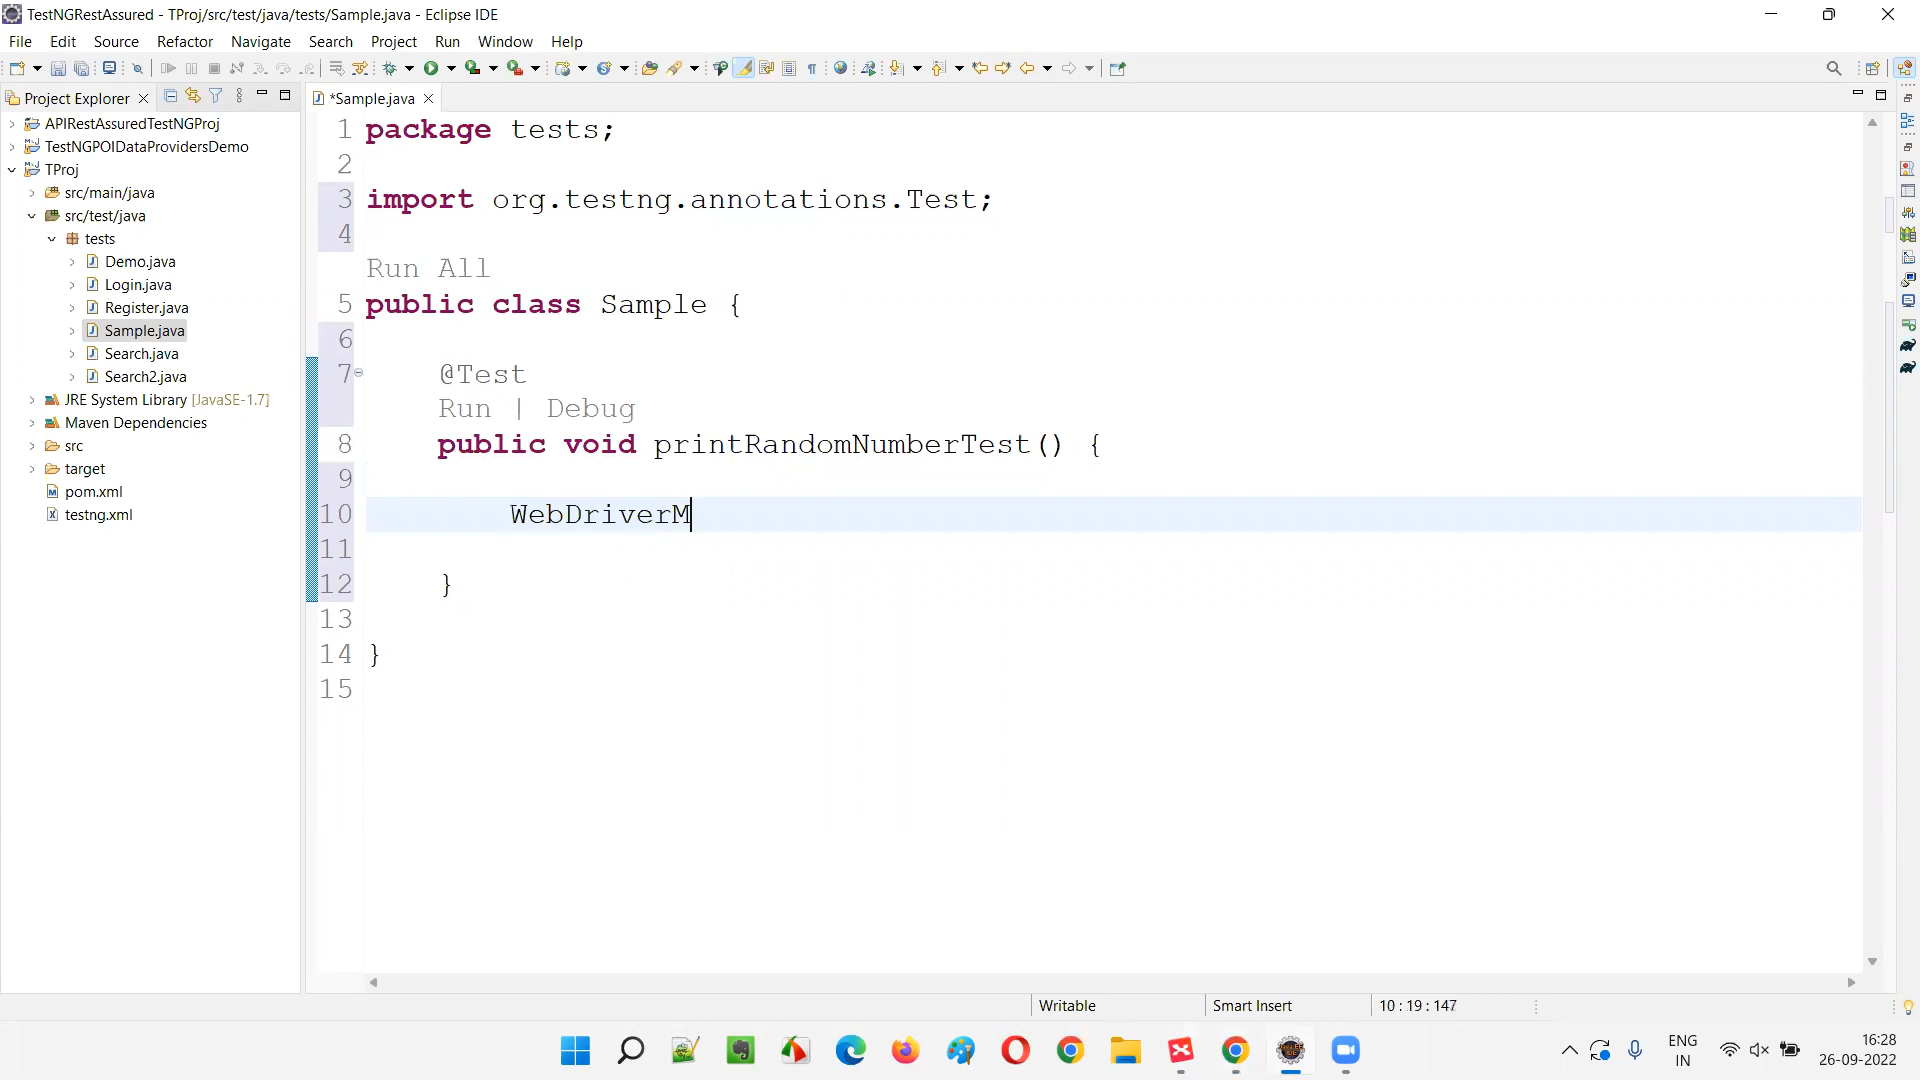 TestNGRestAssured - TProj/src/test/java/tests/Sample.java - Eclipse IDE
File Edit Source Refactor Navigate Search Project Run Window Help
Project Explorer
*Sample.java
APIRestAssuredTestNGProj
TestNGPOIDataProvidersDemo
TProj
src/main/java
src/test/java
tests
Demo.java
Login.java
Register.java
Sample.java
Search.java
Search2.java
JRE System Library [JavaSE-1.7]
Maven Dependencies
src
target
pom.xml
testng.xml
1 package tests;
2
3 import org.testng.annotations.Test;
4
Run All
5 public class Sample {
6
7 @Test
Run | Debug
8 public void printRandomNumberTest() {
9
10 WebDriverM
11
12 }
13
14 }
15
Writable Smart Insert 10 : 19 : 147
ENG
IN
16:28
26-09-2022